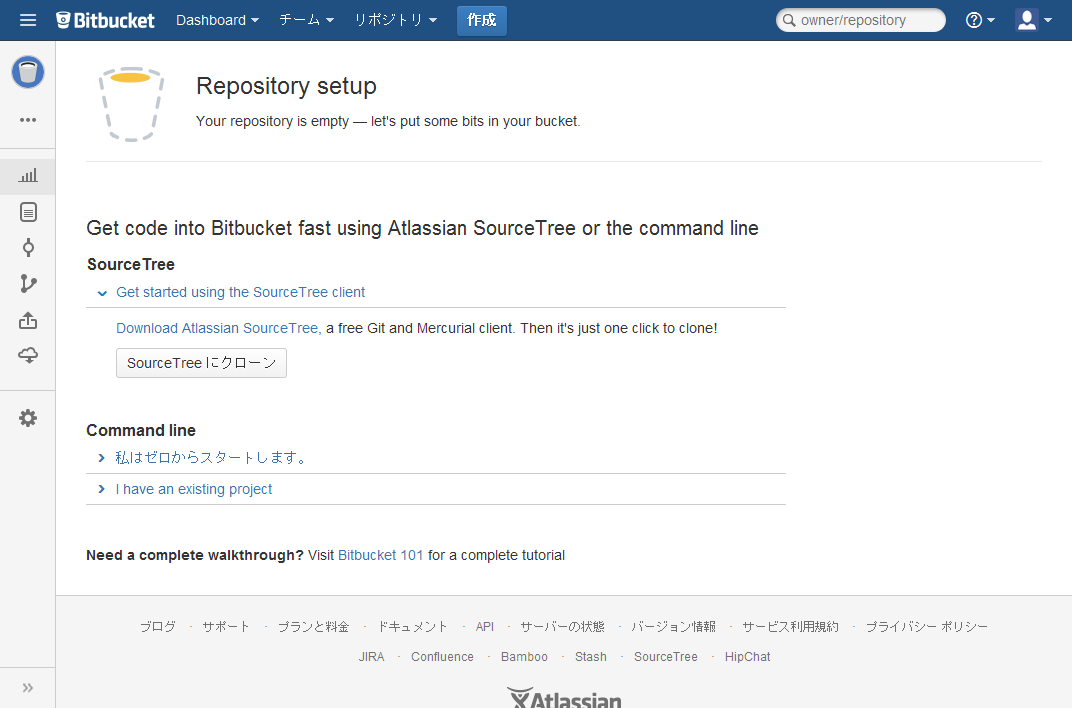 Bitbucket Dashboard チーム リポジトリ 作成 owner/repository
Repository setup
Your repository is empty — let's put some bits in your bucket.
Get code into Bitbucket fast using Atlassian SourceTree or the command line
SourceTree
Get started using the SourceTree client
Download Atlassian SourceTree, a free Git and Mercurial client. Then it's just one click to clone!
SourceTree にクローン
Command line
私はゼロからスタートします。
I have an existing project
Need a complete walkthrough? Visit Bitbucket 101 for a complete tutorial
ブログ · サポート · プランと料金 · ドキュメント · API · サーバーの状態 · バージョン情報 · サービス利用規約 · プライバシー ポリシー
JIRA · Confluence · Bamboo · Stash · SourceTree · HipChat
Atlassian